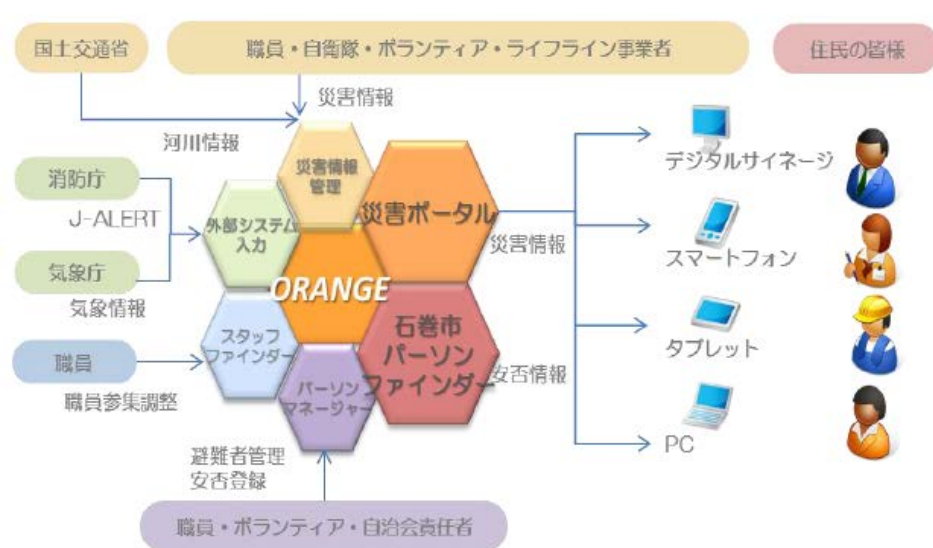 国土交通省
職員・自衛隊・ボランティア・ライフライン事業者
住民の皆様
災害情報
河川情報
消防庁
J-ALERT
気象庁
気象情報
職員
職員参集調整
災害情報
管理
外部システム
入力
災害ポータル
ORANGE
スタッフ
ファインダー
石巻市
パーソン
ファインダー
パーソン
マネージャー
災害情報
安否情報
デジタルサイネージ
スマートフォン
タブレット
PC
避難者管理
安否登録
職員・ボランティア・自治会責任者